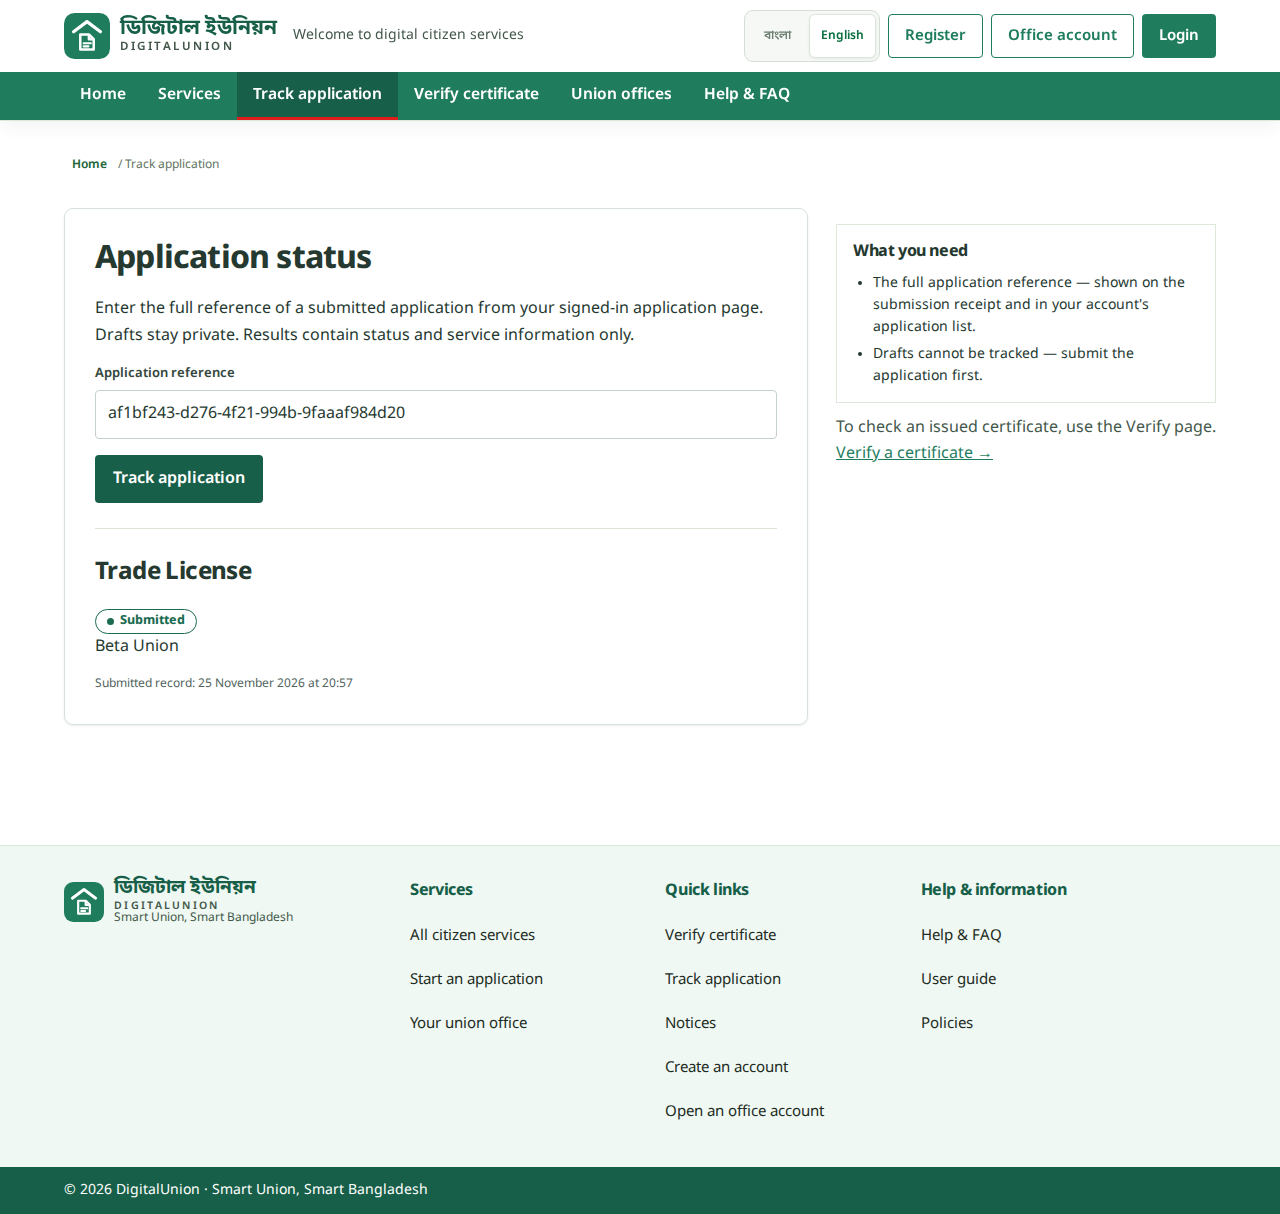 ডিজিটাল ইউনিয়ন
DIGITALUNION
Welcome to digital citizen services
বাংলা
English
Register
Office account
Login
Home
Services
Track application
Verify certificate
Union offices
Help & FAQ
Home / Track application
Application status
Enter the full reference of a submitted application from your signed-in application page.
Drafts stay private. Results contain status and service information only.
Application reference
af1bf243-d276-4f21-994b-9faaaf984d20
Track application
Trade License
Submitted
Beta Union
Submitted record: 25 November 2026 at 20:57
What you need
• The full application reference — shown on the
submission receipt and in your account's
application list.
• Drafts cannot be tracked — submit the
application first.
To check an issued certificate, use the Verify page.
Verify a certificate →
ডিজিটাল ইউনিয়ন
DIGITALUNION
Smart Union, Smart Bangladesh
Services
All citizen services
Start an application
Your union office
Quick links
Verify certificate
Track application
Notices
Create an account
Open an office account
Help & information
Help & FAQ
User guide
Policies
© 2026 DigitalUnion · Smart Union, Smart Bangladesh